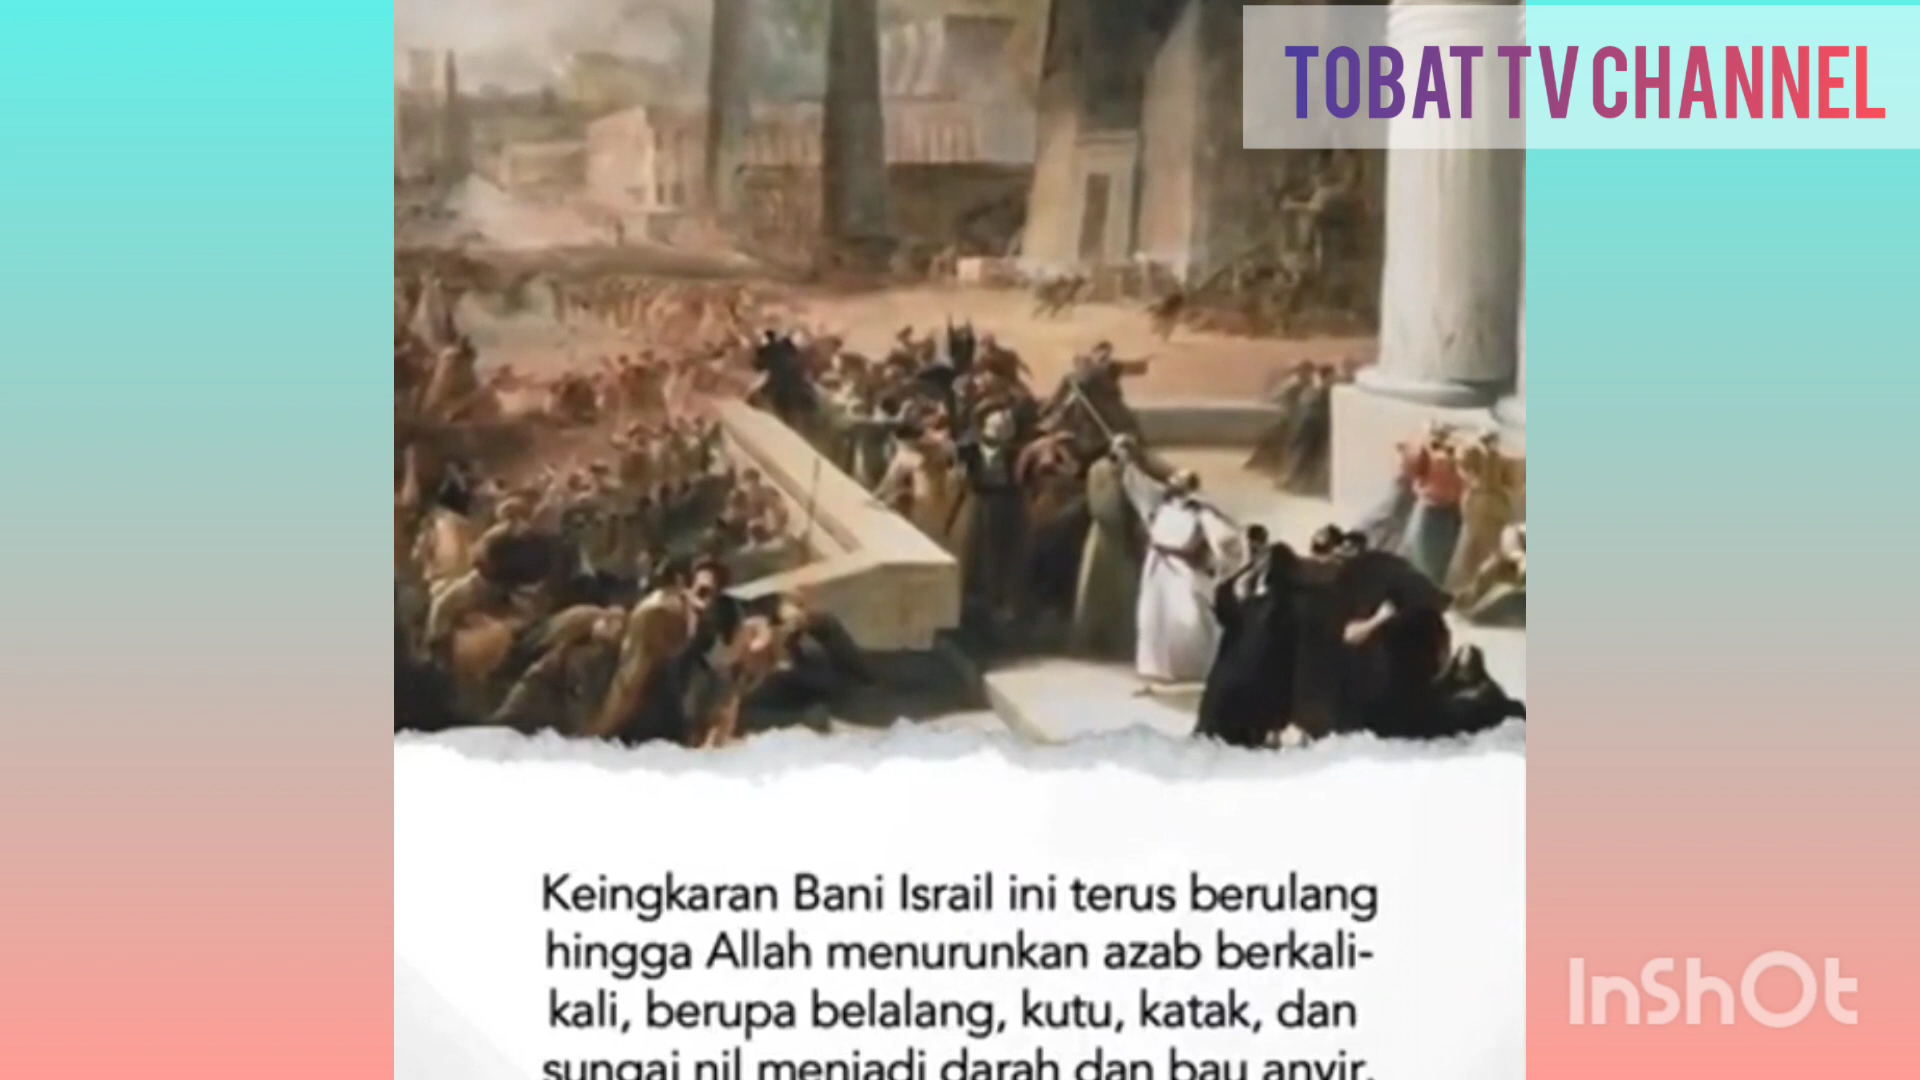 TOBAT TV CHANNEL
Keingkaran Bani Israil ini terus berulang
hingga Allah menurunkan azab berkali-
kali, berupa belalang, kutu, katak, dan
sungai nil menjadi darah dan bau anyir.
InShOt